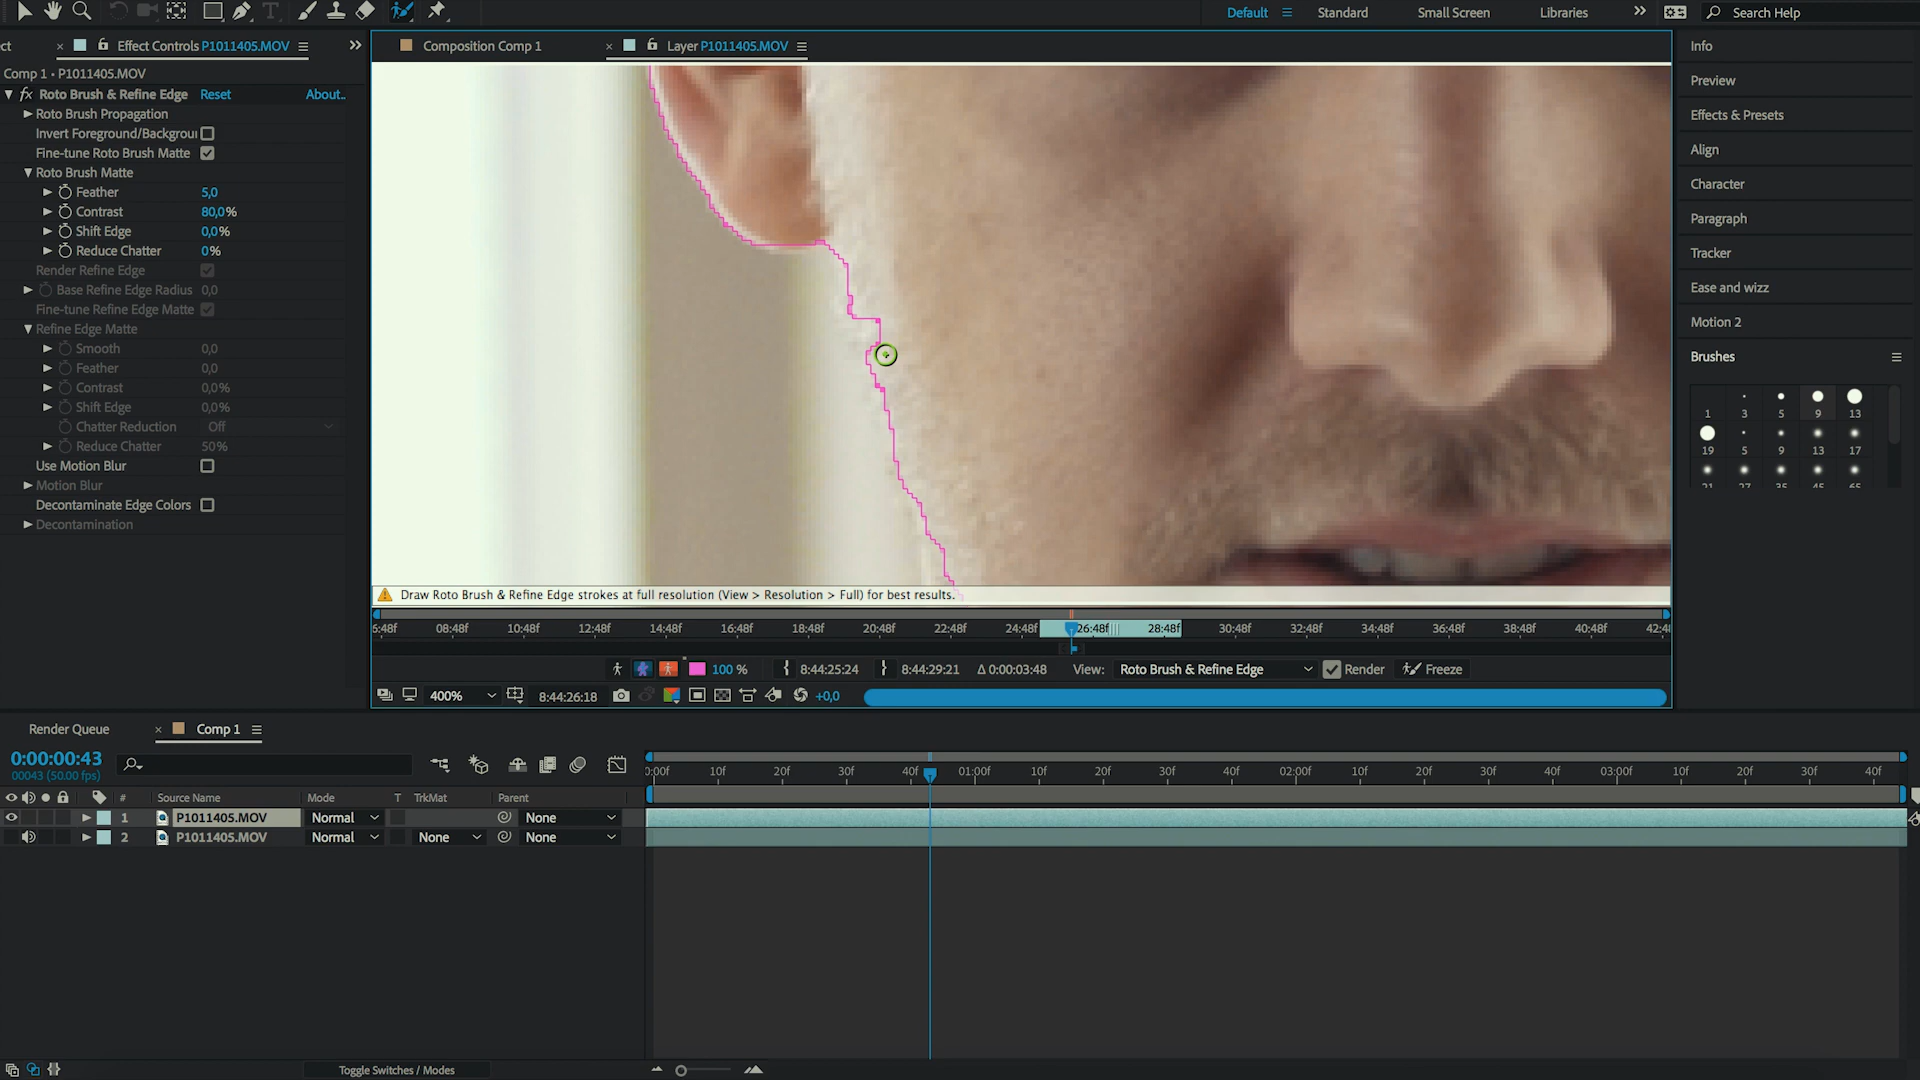 Default
Standard
Small Screen
Libraries
Search Help
Effect Controls P1011405.MOV
Composition Comp 1
Layer P1011405.MOV
Info
Comp 1 • P1011405.MOV
Preview
Roto Brush & Refine Edge Reset About..
Roto Brush Propagation
Effects & Presets
Invert Foreground/Backgrou
Fine-tune Roto Brush Matte
Align
Roto Brush Matte
Feather 5,0
Character
Contrast 80,0%
Paragraph
Shift Edge 0,0%
Reduce Chatter 0%
Tracker
Render Refine Edge
Base Refine Edge Radius 0,0
Ease and wizz
Fine-tune Refine Edge Matte
Motion 2
Refine Edge Matte
Smooth 0,0
Brushes
Feather 0,0
Contrast 0,0%
Shift Edge 0,0%
1 3 5 9 13
Chatter Reduction Off
Reduce Chatter 50%
19 5 9 13 17
Use Motion Blur
Motion Blur
21 27 35 45 65
Decontaminate Edge Colors
Decontamination
Draw Roto Brush & Refine Edge strokes at full resolution (View > Resolution > Full) for best results.
6:48f 08:48f 10:48f 12:48f 14:48f 16:48f 18:48f 20:48f 22:48f 24:48f 26:48f 28:48f 30:48f 32:48f 34:48f 36:48f 38:48f 40:48f 42:4
100 % 8:44:25:24 8:44:29:21 Δ 0:00:03:48 View: Roto Brush & Refine Edge Render Freeze
400% 8:44:26:18 +0,0
Render Queue
Comp 1
0:00:00:43
00043 (50.00 fps)
0:00f 10f 20f 30f 40f 01:00f 10f 20f 30f 40f 02:00f 10f 20f 30f 40f 03:00f 10f 20f 30f 40f
# Source Name Mode T TrkMat Parent
1 P1011405.MOV Normal None
2 P1011405.MOV Normal None None
Toggle Switches / Modes